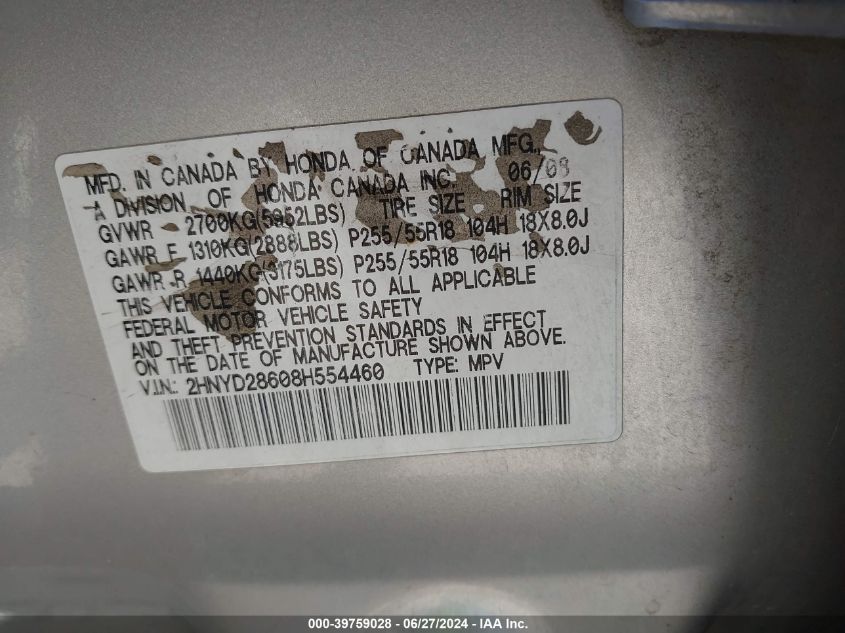 MFD. IN CANADA BY HONDA OF CANADA MFG.,
A DIVISION OF HONDA CANADA INC. 06/08
GVWR 2700KG(5952LBS) TIRE SIZE RIM SIZE
GAWR F 1310KG(2888LBS) P255/55R18 104H 18X8.0J
GAWR R 1440KG(3175LBS) P255/55R18 104H 18X8.0J
THIS VEHICLE CONFORMS TO ALL APPLICABLE
FEDERAL MOTOR VEHICLE SAFETY
AND THEFT PREVENTION STANDARDS IN EFFECT
ON THE DATE OF MANUFACTURE SHOWN ABOVE.
V.I.N.: 2HNYD28608H554460 TYPE: MPV
000-39759028 - 06/27/2024 - IAA Inc.